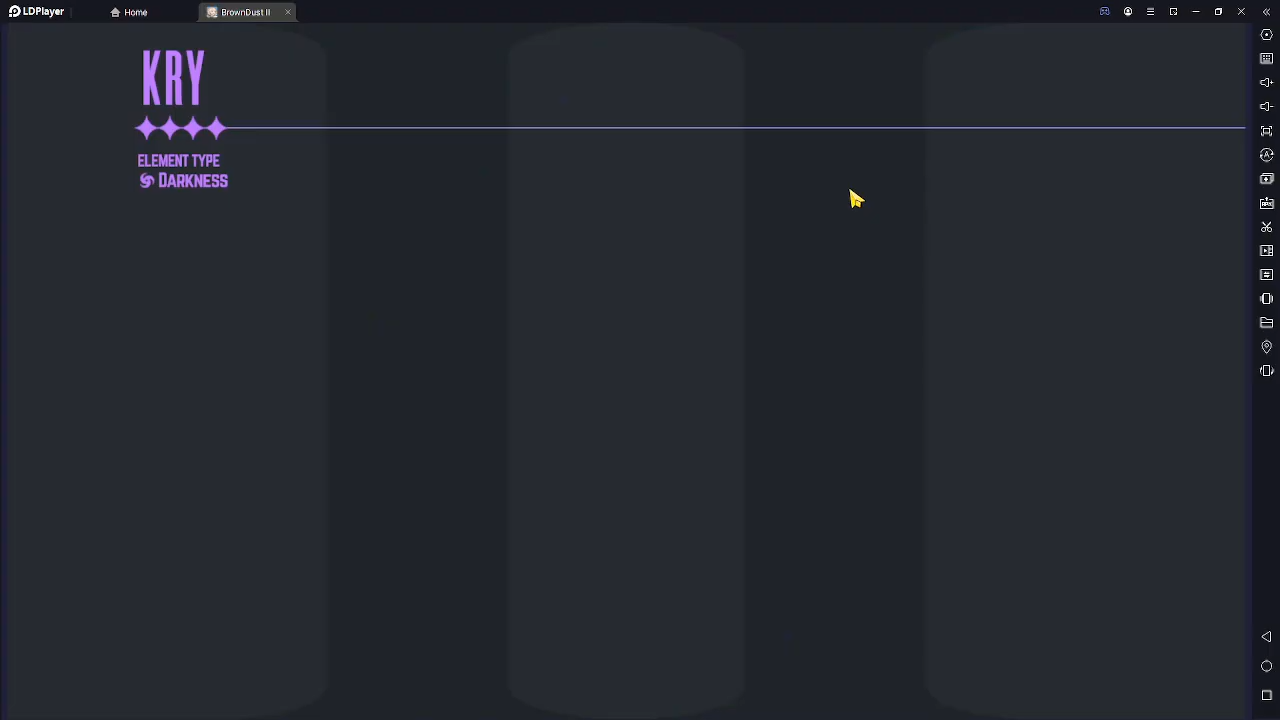 LDPlayer
Home
BrownDust II
KRY
ELEMENT TYPE
DARKNESS